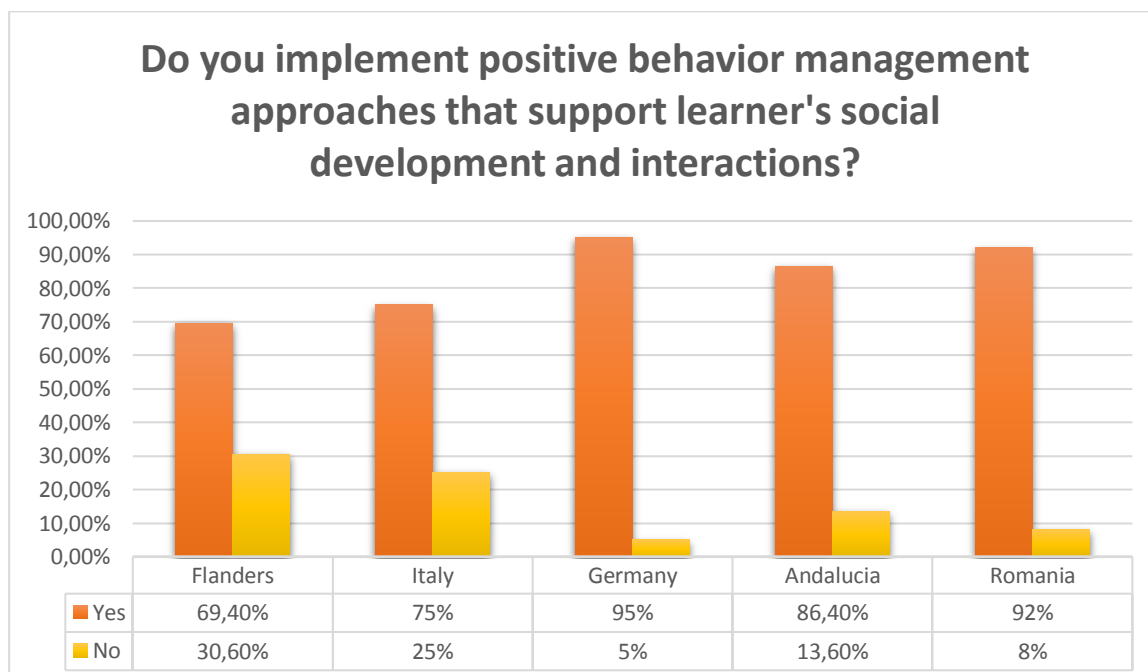 Do you implement positive behavior management
approaches that support learner's social
development and interactions?
100,00%
90,00%
80,00%
70,00%
60,00%
50,00%
40,00%
30,00%
20,00%
10,00%
0,00%
Flanders Italy Germany Andalucia Romania
Yes 69,40% 75% 95% 86,40% 92%
No 30,60% 25% 5% 13,60% 8%